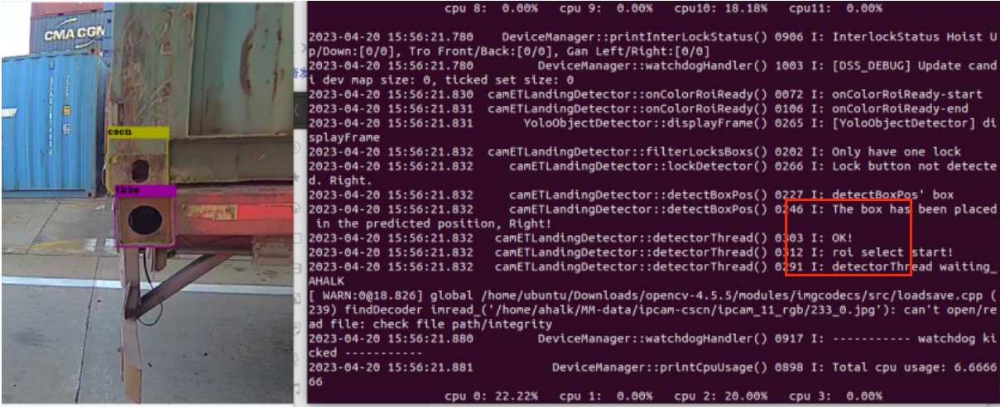 CMA CGM
cscn
tkbe
cpu 8:  0.00%   cpu 9:  0.00%   cpu10: 18.18%   cpu11:  0.00%
2023-04-20 15:56:21.780    DeviceManager::printInterLockStatus() 0906 I: InterlockStatus Hoist U
p/Down:[0/0], Tro Front/Back:[0/0], Gan Left/Right:[0/0]
2023-04-20 15:56:21.780         DeviceManager::watchdogHandler() 1003 I: [DSS_DEBUG] Update cand
i dev map size: 0, ticked set size: 0
2023-04-20 15:56:21.830  camETLandingDetector::onColorRoiReady() 0072 I: onColorRoiReady-start
2023-04-20 15:56:21.831  camETLandingDetector::onColorRoiReady() 0106 I: onColorRoiReady-end
2023-04-20 15:56:21.831       YoloObjectDetector::displayFrame() 0265 I: [YoloObjectDetector] di
splayFrame
2023-04-20 15:56:21.832  camETLandingDetector::filterLocksBoxs() 0202 I: Only have one lock
2023-04-20 15:56:21.832     camETLandingDetector::lockDetector() 0266 I: Lock button not detecte
d. Right.
2023-04-20 15:56:21.832     camETLandingDetector::detectBoxPos() 0227 I: detectBoxPos' box
2023-04-20 15:56:21.832     camETLandingDetector::detectBoxPos() 0246 I: The box has been placed
 in the predicted position, Right!
2023-04-20 15:56:21.832   camETLandingDetector::detectorThread() 0303 I: OK!
2023-04-20 15:56:21.832   camETLandingDetector::detectorThread() 0312 I: roi select start!
2023-04-20 15:56:21.832   camETLandingDetector::detectorThread() 0291 I: detectorThread waiting_
AHALK
[ WARN:0@18.826] global /home/ubuntu/Downloads/opencv-4.5.5/modules/imgcodecs/src/loadsave.cpp (
239) findDecoder imread_('/home/ahalk/MM-data/ipcam-cscn/ipcam_11_rgb/233_0.jpg'): can't open/re
ad file: check file path/integrity
2023-04-20 15:56:21.880         DeviceManager::watchdogHandler() 0917 I: ----------- watchdog ki
cked -----------
2023-04-20 15:56:21.881           DeviceManager::printCpuUsage() 0898 I: Total cpu usage: 6.6666
66
cpu 0: 22.22%   cpu 1:  0.00%   cpu 2: 20.00%   cpu 3:  0.00%